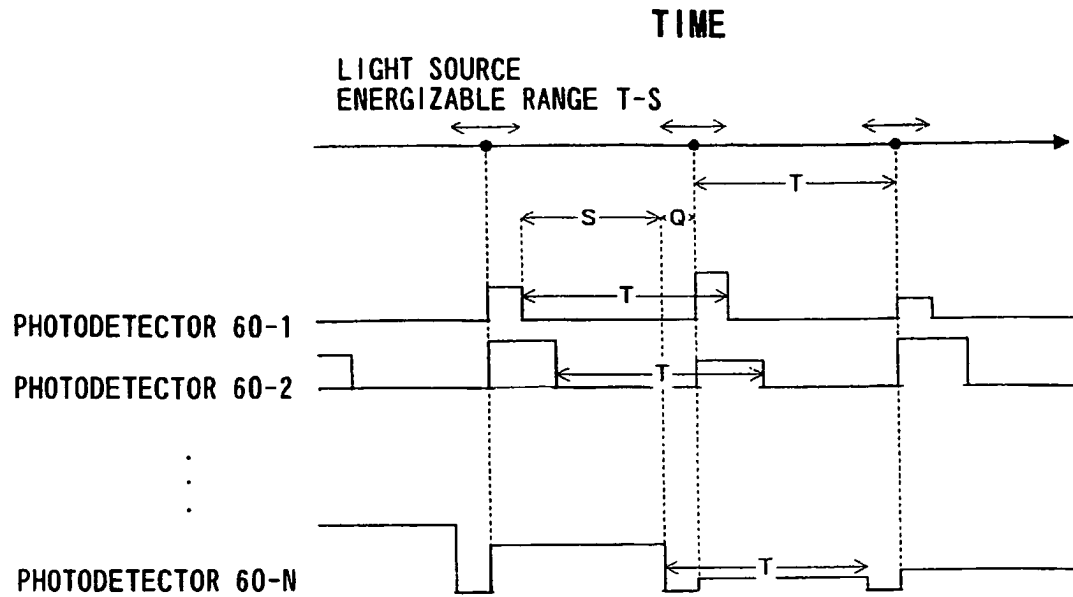 TIME
LIGHT SOURCE
ENERGIZABLE RANGE T-S
T
S
Q
T
PHOTODETECTOR 60-1
T
PHOTODETECTOR 60-2
T
PHOTODETECTOR 60-N